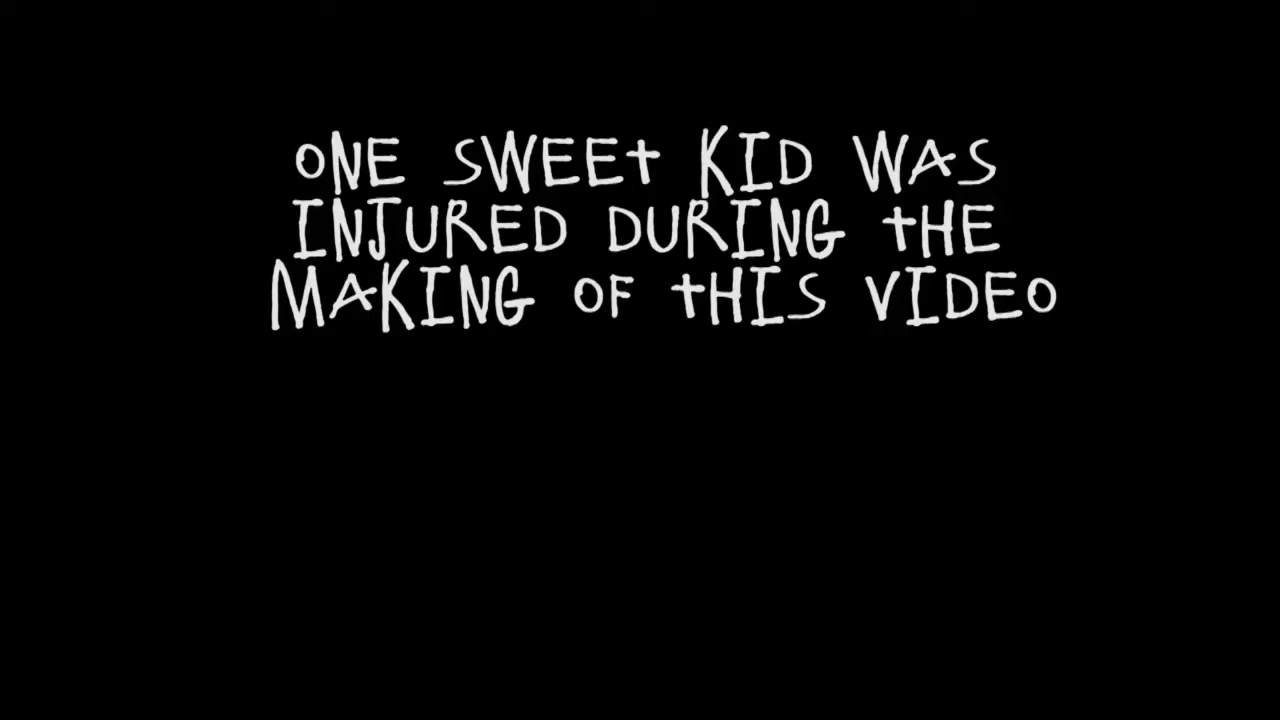 ONE SWEET KID WAS
INJURED DURING THE
MAKING OF THIS VIDEO